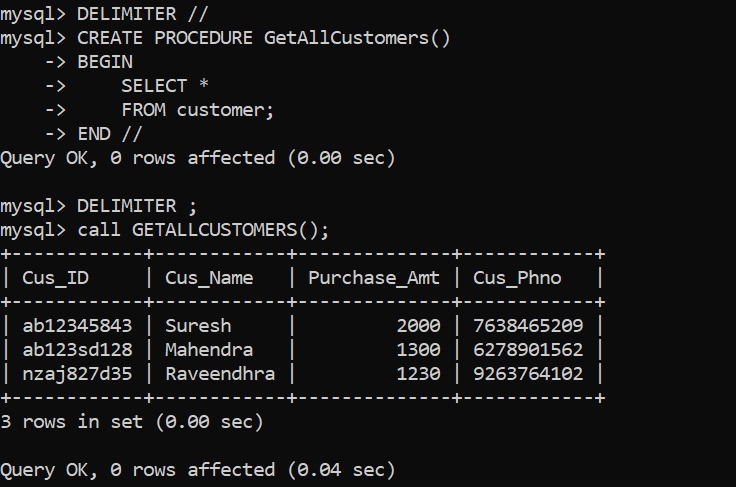 mysql> DELIMITER //
mysql> CREATE PROCEDURE GetAllCustomers()
    -> BEGIN
    ->     SELECT *
    ->     FROM customer;
    -> END //
Query OK, 0 rows affected (0.00 sec)

mysql> DELIMITER ;
mysql> call GETALLCUSTOMERS();
+------------+------------+--------------+------------+
| Cus_ID     | Cus_Name   | Purchase_Amt | Cus_Phno   |
+------------+------------+--------------+------------+
| ab12345843 | Suresh     |         2000 | 7638465209 |
| ab123sd128 | Mahendra   |         1300 | 6278901562 |
| nzaj827d35 | Raveendhra |         1230 | 9263764102 |
+------------+------------+--------------+------------+
3 rows in set (0.00 sec)

Query OK, 0 rows affected (0.04 sec)